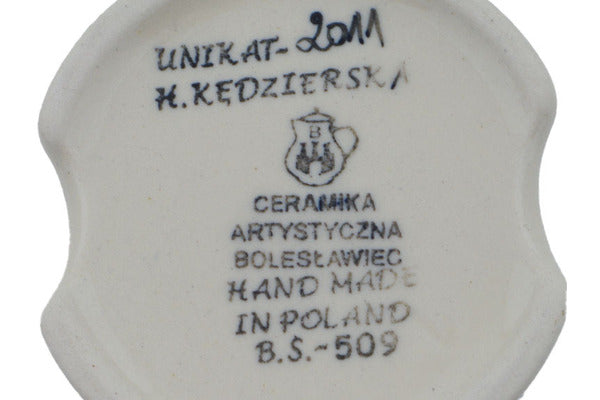 UNIKAT-2011
H.KĘDZIERSKA
B
CERAMIKA
ARTYSTYCZNA
BOLESŁAWIEC
HAND MADE
IN POLAND
B.S.-509